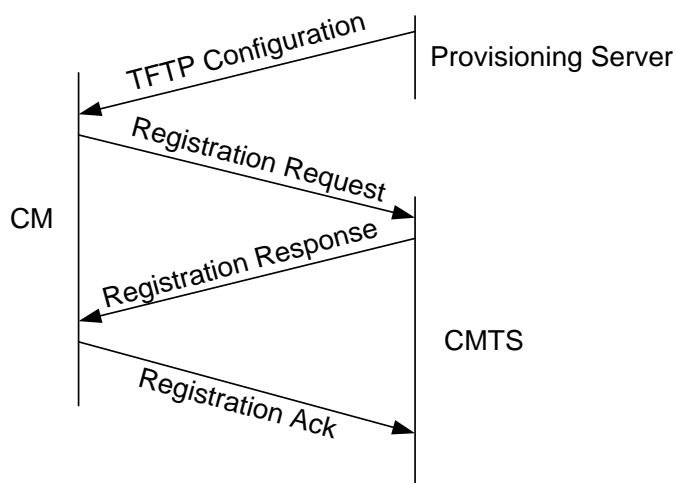 TFTP Configuration
Provisioning Server
Registration Request
CM
Registration Response
CMTS
Registration Ack